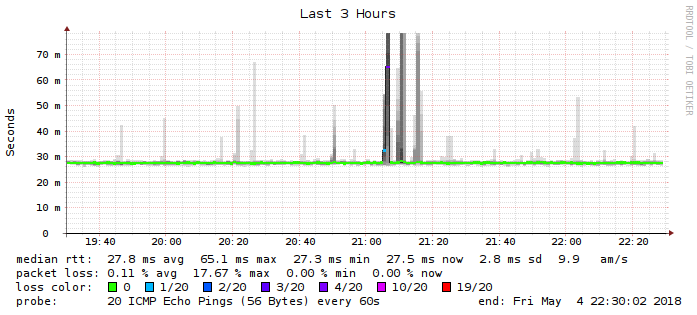 Last 3 Hours
RRDTOOL / TOBI OETIKER
Seconds
70 m
60 m
50 m
40 m
30 m
20 m
10 m
0
19:40 20:00 20:20 20:40 21:00 21:20 21:40 22:00 22:20
median rtt: 27.8 ms avg 65.1 ms max 27.3 ms min 27.5 ms now 2.8 ms sd 9.9 am/s
packet loss: 0.11 % avg 17.67 % max 0.00 % min 0.00 % now
loss color: 0 1/20 2/20 3/20 4/20 10/20 19/20
probe: 20 ICMP Echo Pings (56 Bytes) every 60s end: Fri May 4 22:30:02 2018